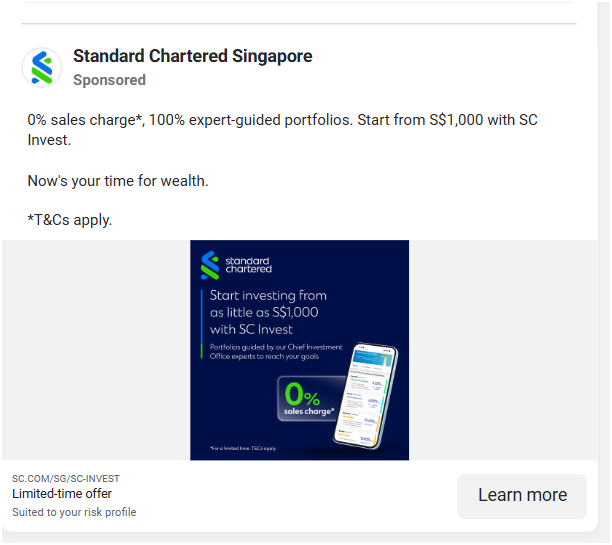 Standard Chartered Singapore
Sponsored
0% sales charge*, 100% expert-guided portfolios. Start from S$1,000 with SC
Invest.
Now's your time for wealth.
*T&Cs apply.
standard
chartered
Start investing from
as little as S$1,000
with SC Invest
Portfolios guided by our Chief Investment
Office experts to reach your goals
0%
sales charge*
*For a limited time. T&Cs apply.
SC.COM/SG/SC-INVEST
Limited-time offer
Suited to your risk profile
Learn more